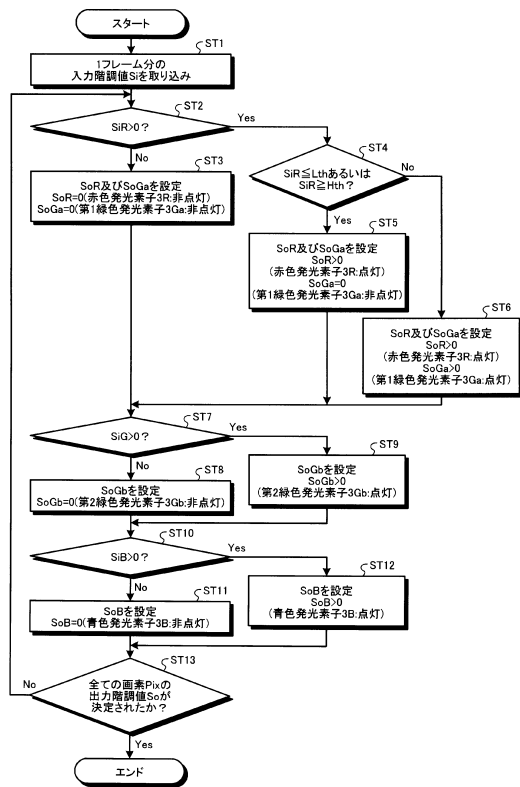 スタート
ST1
1フレーム分の
入力階調値Siを取り込み
ST2
SiR>0?
Yes
No
ST3
SoR及びSoGaを設定
SoR=0(赤色発光素子3R:非点灯)
SoGa=0(第1緑色発光素子3Ga:非点灯)
ST4
SiR≦Lthあるいは
SiR≧Hth?
No
Yes
ST5
SoR及びSoGaを設定
SoR>0
(赤色発光素子3R:点灯)
SoGa=0
(第1緑色発光素子3Ga:非点灯)
ST6
SoR及びSoGaを設定
SoR>0
(赤色発光素子3R:点灯)
SoGa>0
(第1緑色発光素子3Ga:点灯)
ST7
SiG>0?
Yes
No
ST8
SoGbを設定
SoGb=0(第2緑色発光素子3Gb:非点灯)
ST9
SoGbを設定
SoGb>0
(第2緑色発光素子3Gb:点灯)
ST10
SiB>0?
Yes
No
ST11
SoBを設定
SoB=0(青色発光素子3B:非点灯)
ST12
SoBを設定
SoB>0
(青色発光素子3B:点灯)
ST13
全ての画素Pixの
出力階調値Soが
決定されたか?
No
Yes
エンド